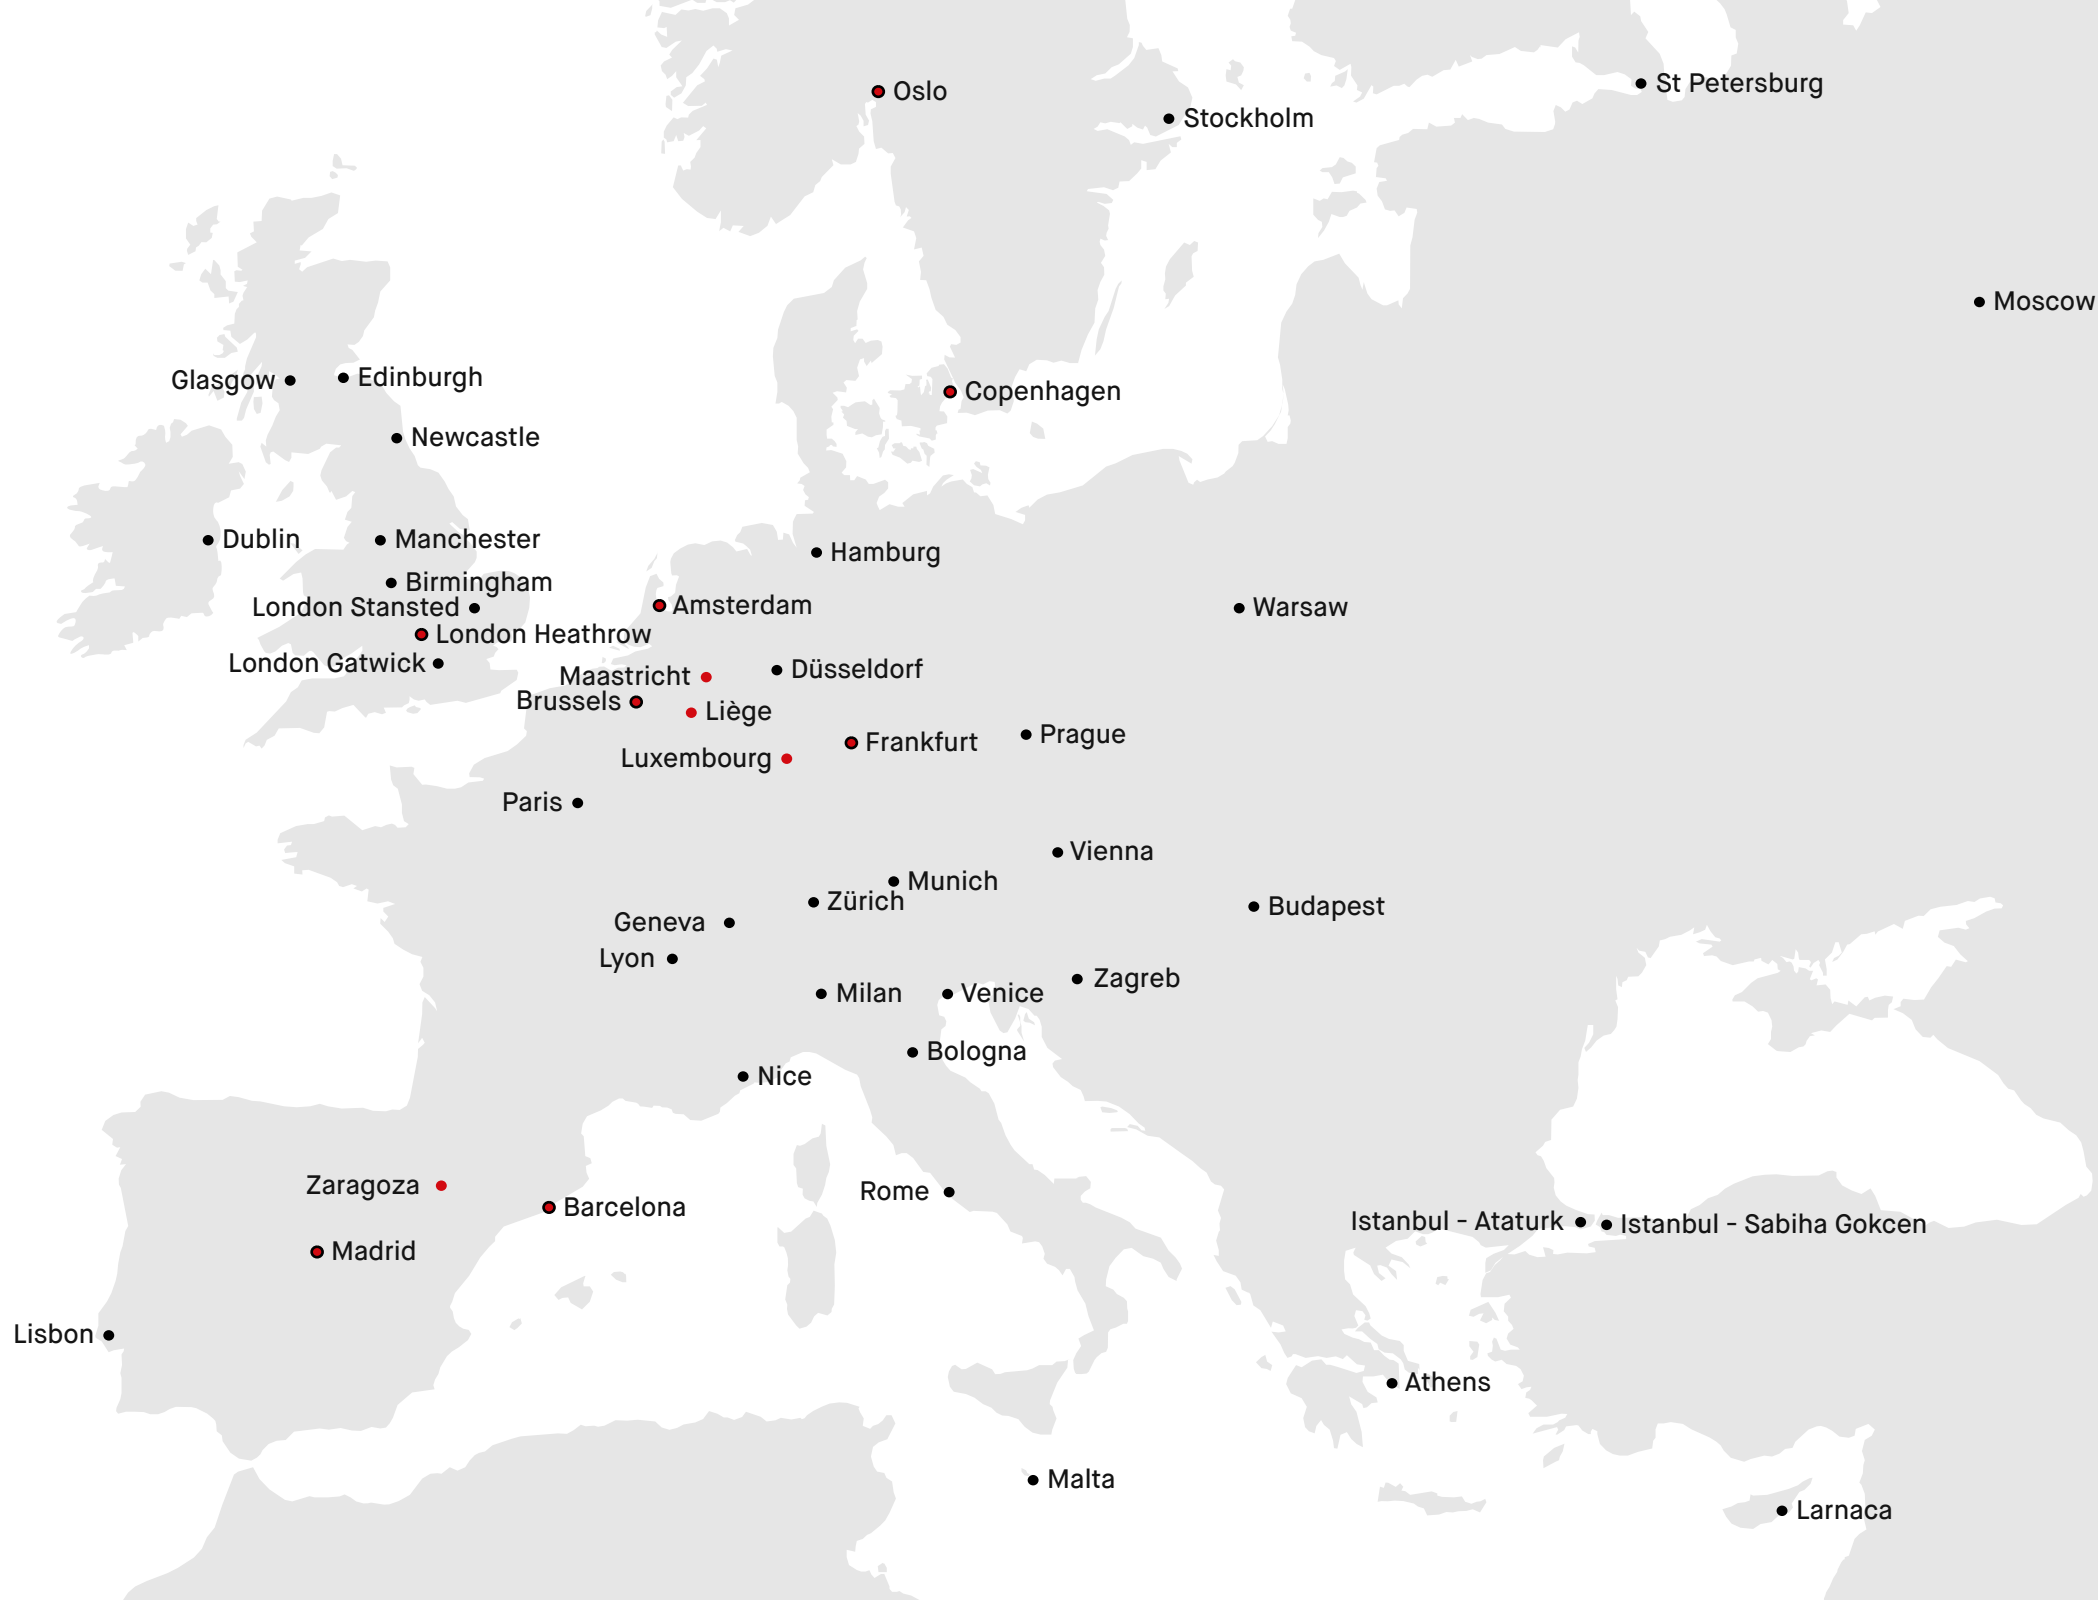 St Petersburg
Oslo
Stockholm
Moscow
Edinburgh
Glasgow
Copenhagen
Newcastle
Dublin
Manchester
Hamburg
Birmingham
Amsterdam
London Stansted
Warsaw
London Heathrow
London Gatwick
Düsseldorf
Maastricht
Brussels
Liège
Prague
Frankfurt
Luxembourg
Paris
Vienna
Munich
Zürich
Budapest
Geneva
Lyon
Zagreb
Milan
Venice
Bologna
Nice
Zaragoza
Rome
Barcelona
Istanbul - Ataturk
Istanbul - Sabiha Gokcen
Madrid
Lisbon
Athens
Malta
Larnaca